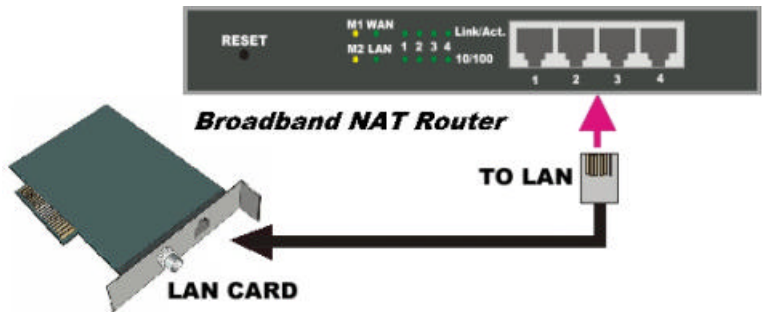 RESET
M1 WAN
Link/Act.
M2 LAN 1 2 3 4
10/100
1 2 3 4
Broadband NAT Router
TO LAN
LAN CARD